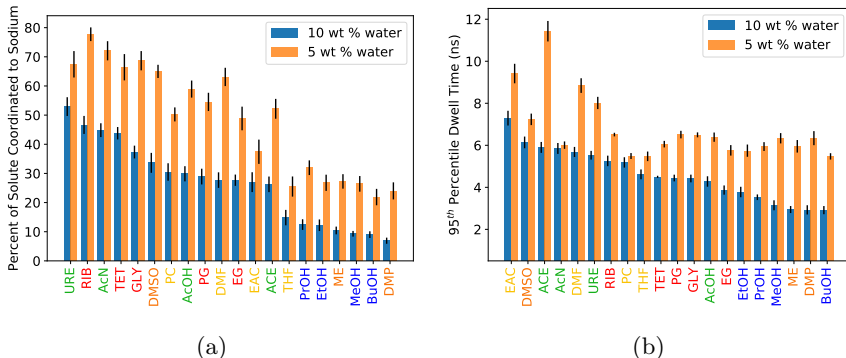 Percent of Solute Coordinated to Sodium
80
70
60
50
40
30
20
10
0
10 wt % water
5 wt % water
URE RIB AcN TET GLY DMSO PC AcOH PG DMF EG EAC ACE THF PrOH EtOH ME MeOH BuOH DMP
(a)
95th Percentile Dwell Time (ns)
12
10
8
6
4
2
10 wt % water
5 wt % water
EAC DMSO ACE AcN DMF URE RIB PC THF TET PG GLY AcOH EG EtOH PrOH MeOH ME DMP BuOH
(b)